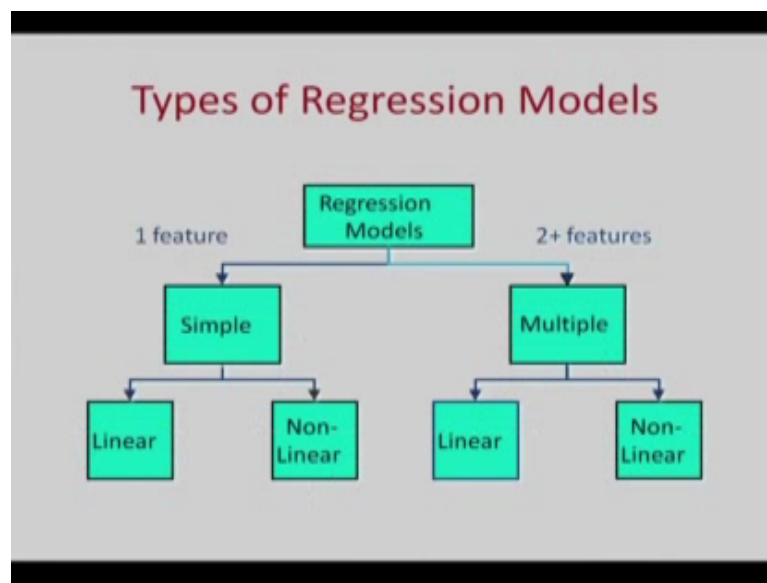 Types of Regression Models
Regression
Models
1 feature
2+ features
Simple
Multiple
Linear
Non-
Linear
Linear
Non-
Linear